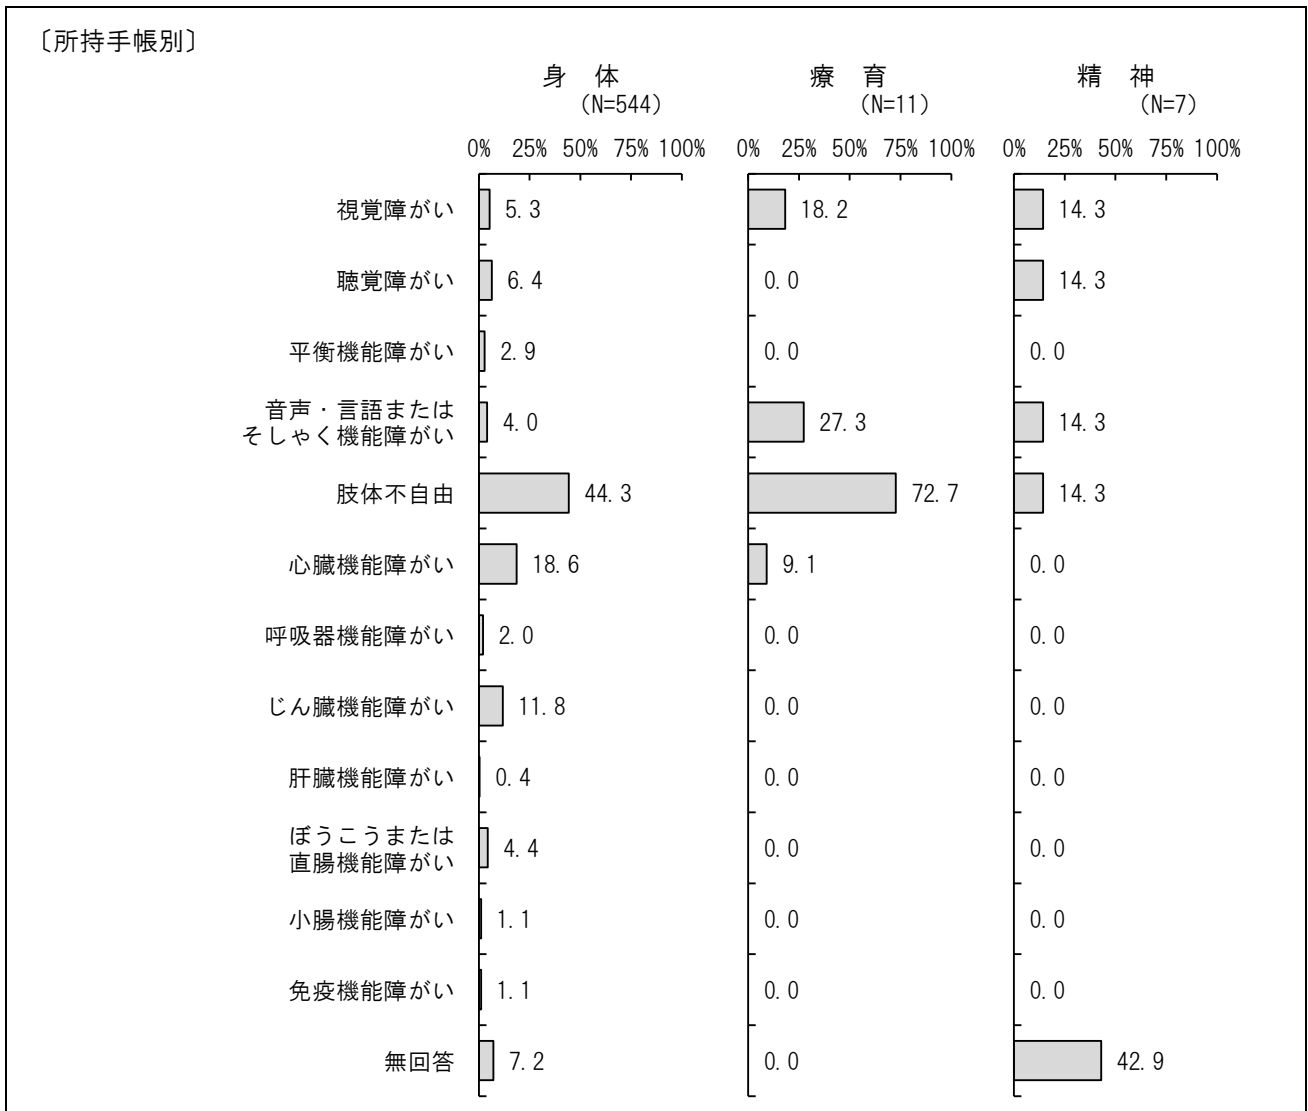 〔所持手帳別〕
身　体　療　育　精　神
(N=544)　(N=11)　(N=7)
0% 25% 50% 75% 100% 0% 25% 50% 75% 100% 0% 25% 50% 75% 100%
視覚障がい 5.3 18.2 14.3
聴覚障がい 6.4 0.0 14.3
平衡機能障がい 2.9 0.0 0.0
音声・言語または
そしゃく機能障がい 4.0 27.3 14.3
肢体不自由 44.3 72.7 14.3
心臓機能障がい 18.6 9.1 0.0
呼吸器機能障がい 2.0 0.0 0.0
じん臓機能障がい 11.8 0.0 0.0
肝臓機能障がい 0.4 0.0 0.0
ぼうこうまたは
直腸機能障がい 4.4 0.0 0.0
小腸機能障がい 1.1 0.0 0.0
免疫機能障がい 1.1 0.0 0.0
無回答 7.2 0.0 42.9